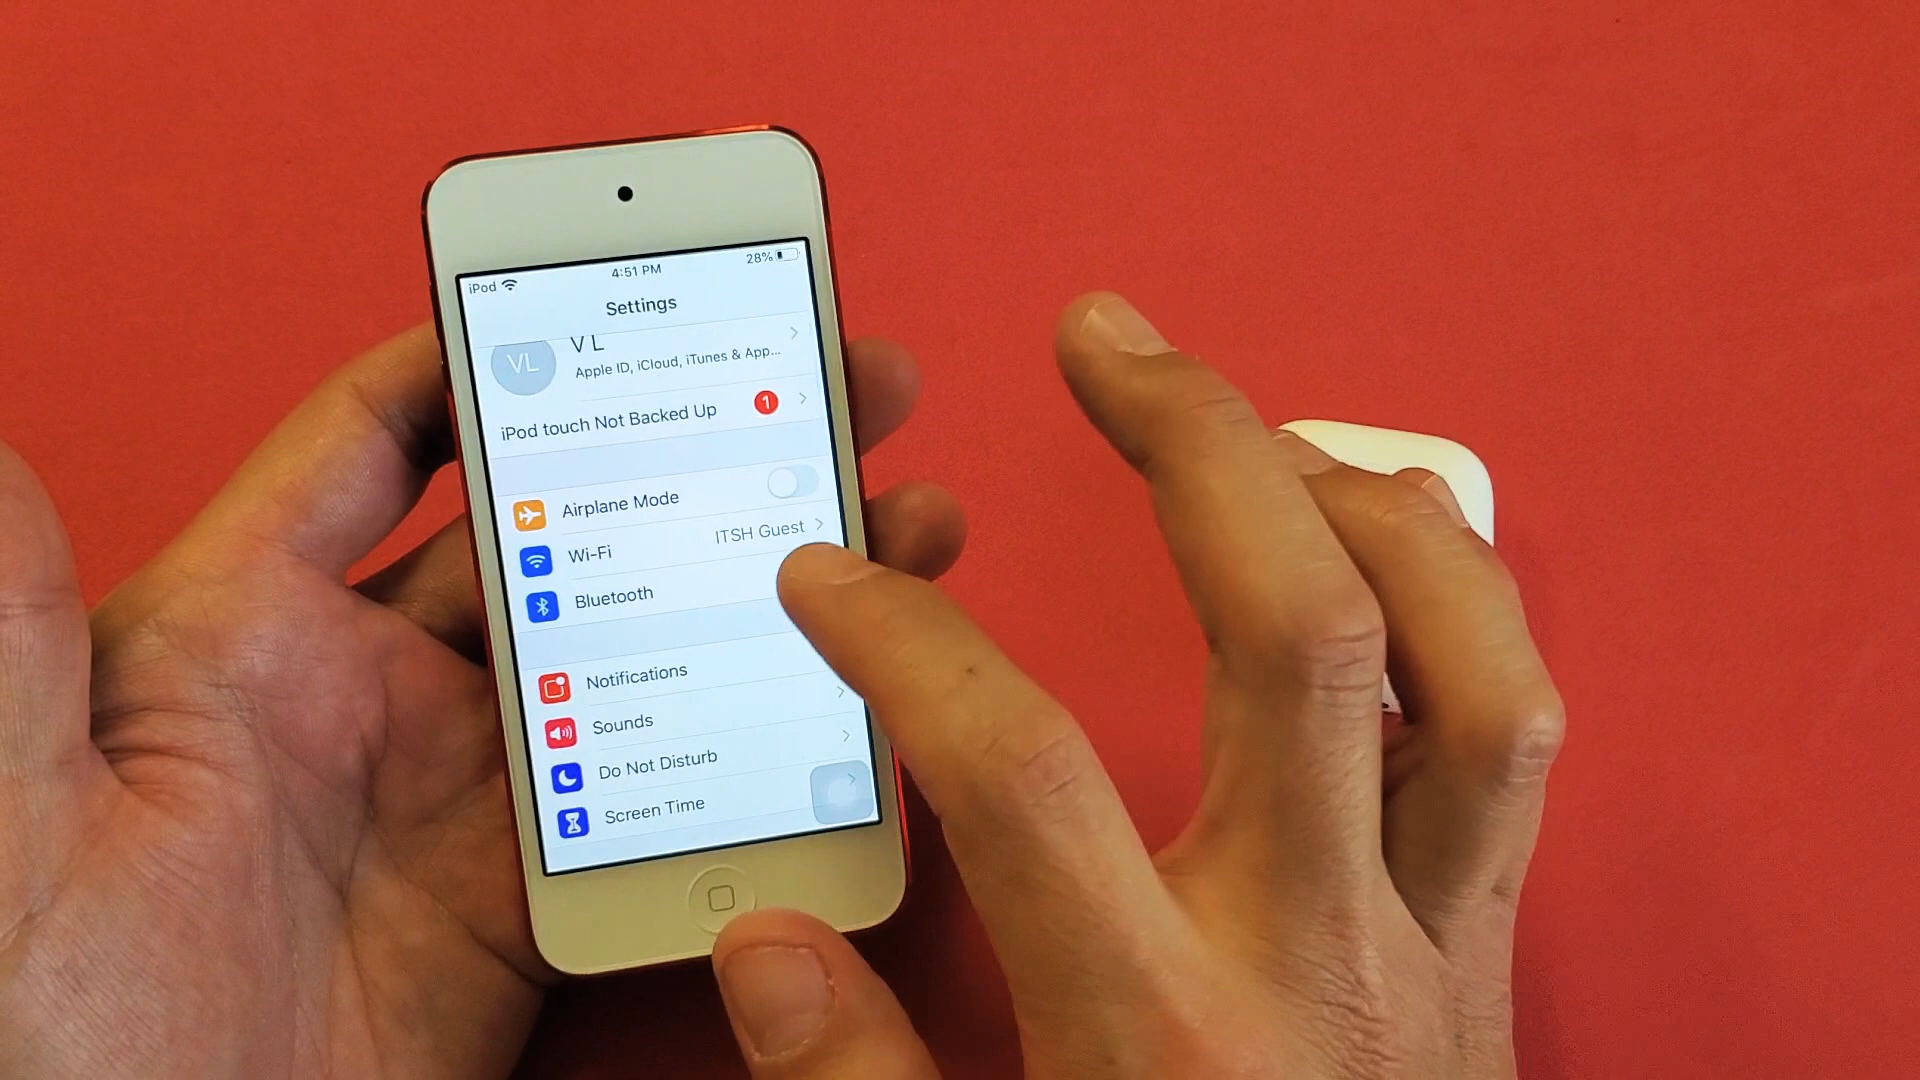 iPod 4:51 PM 28%
Settings
VL V L
Apple ID, iCloud, iTunes & App...
iPod touch Not Backed Up 1
Airplane Mode
Wi-Fi ITSH Guest
Bluetooth
Notifications
Sounds
Do Not Disturb
Screen Time